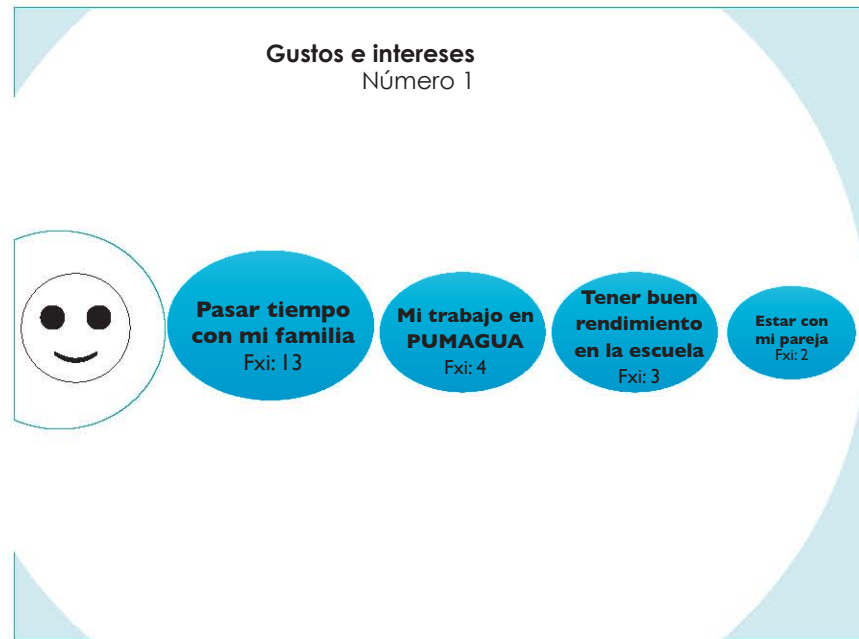 Gustos e intereses
Número 1
Pasar tiempo
con mi familia
Fxi: 13
Mi trabajo en
PUMAGUA
Fxi: 4
Tener buen
rendimiento
en la escuela
Fxi: 3
Estar con
mi pareja
Fxi: 2